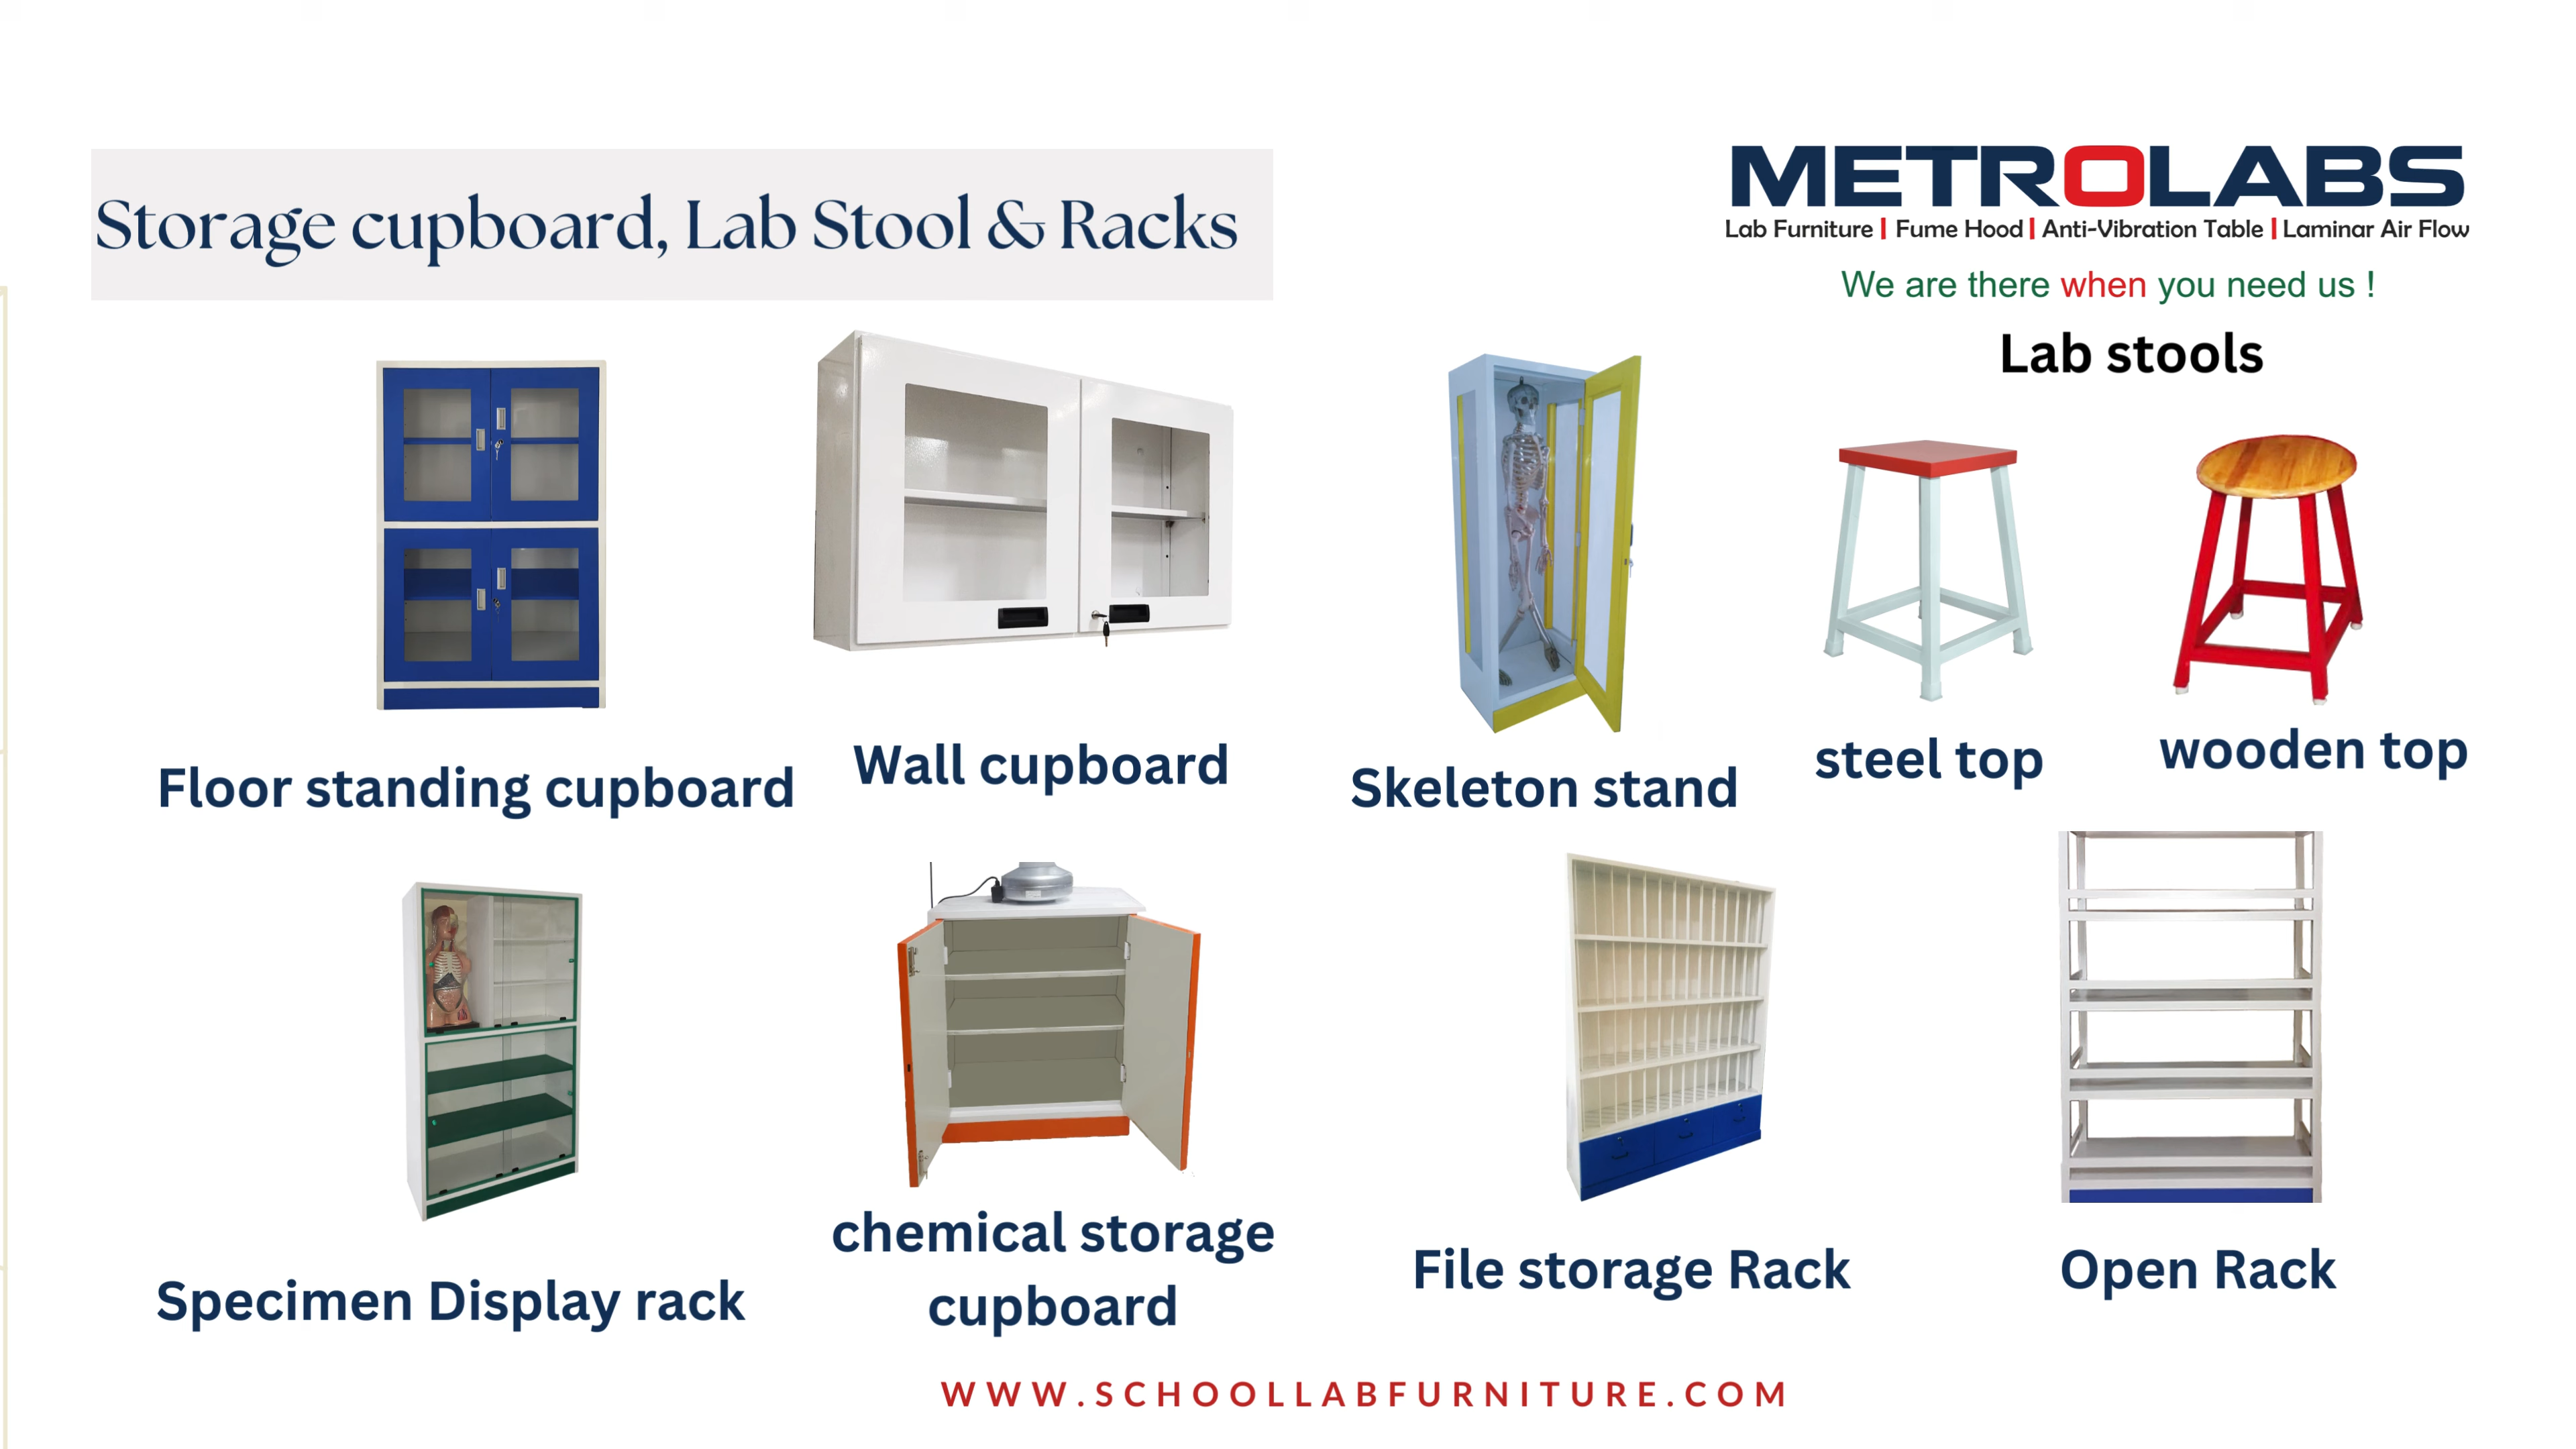 Storage cupboard, Lab Stool & Racks
METROLABS
Lab Furniture | Fume Hood | Anti-Vibration Table | Laminar Air Flow
We are there when you need us !
Lab stools
Floor standing cupboard
Wall cupboard
Skeleton stand
steel top
wooden top
Specimen Display rack
chemical storage
cupboard
File storage Rack
Open Rack
WWW.SCHOOLLABFURNITURE.COM